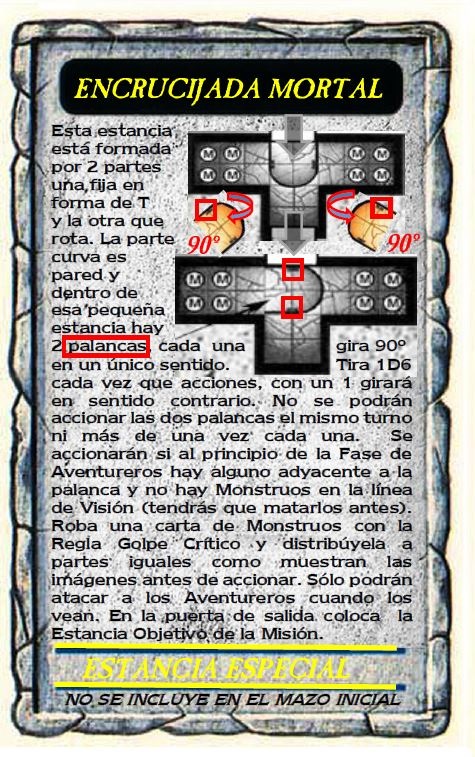 ENCRUCIJADA MORTAL
Esta estancia
está formada
por 2 partes
una fija en
forma de T
y la otra que
rota. La parte
curva es
pared y
dentro de
esa pequeña
estancia hay
2 palancas, cada una gira 90º
en un único sentido. Tira 1D6
cada vez que acciones, con un 1 girará
en sentido contrario. No se podrán
accionar las dos palancas el mismo turno
ni más de una vez cada una. Se
accionarán si al principio de la Fase de
Aventureros hay alguno adyacente a la
palanca y no hay Monstruos en la línea
de Visión (tendrás que matarlos antes).
Roba una carta de Monstruos con la
Regla Golpe Crítico y distribúyela a
partes iguales como muestran las
imágenes antes de accionar. Sólo podrán
atacar a los Aventureros cuando los
vean. En la puerta de salida coloca la
Estancia Objetivo de la Misión.
M M M M
M M M M
90º 90º
M M M M
M M M M
ESTANCIA ESPECIAL
NO SE INCLUYE EN EL MAZO INICIAL